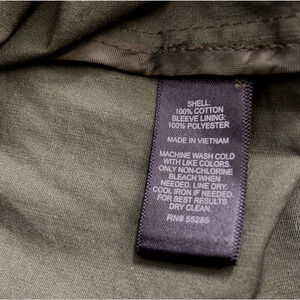 SHELL:
100% COTTON
SLEEVE LINING:
100% POLYESTER
MADE IN VIETNAM
MACHINE WASH COLD
WITH LIKE COLORS.
ONLY NON-CHLORINE
BLEACH WHEN
NEEDED. LINE DRY.
COOL IRON IF NEEDED.
FOR BEST RESULTS
DRY CLEAN.
RN# 55285